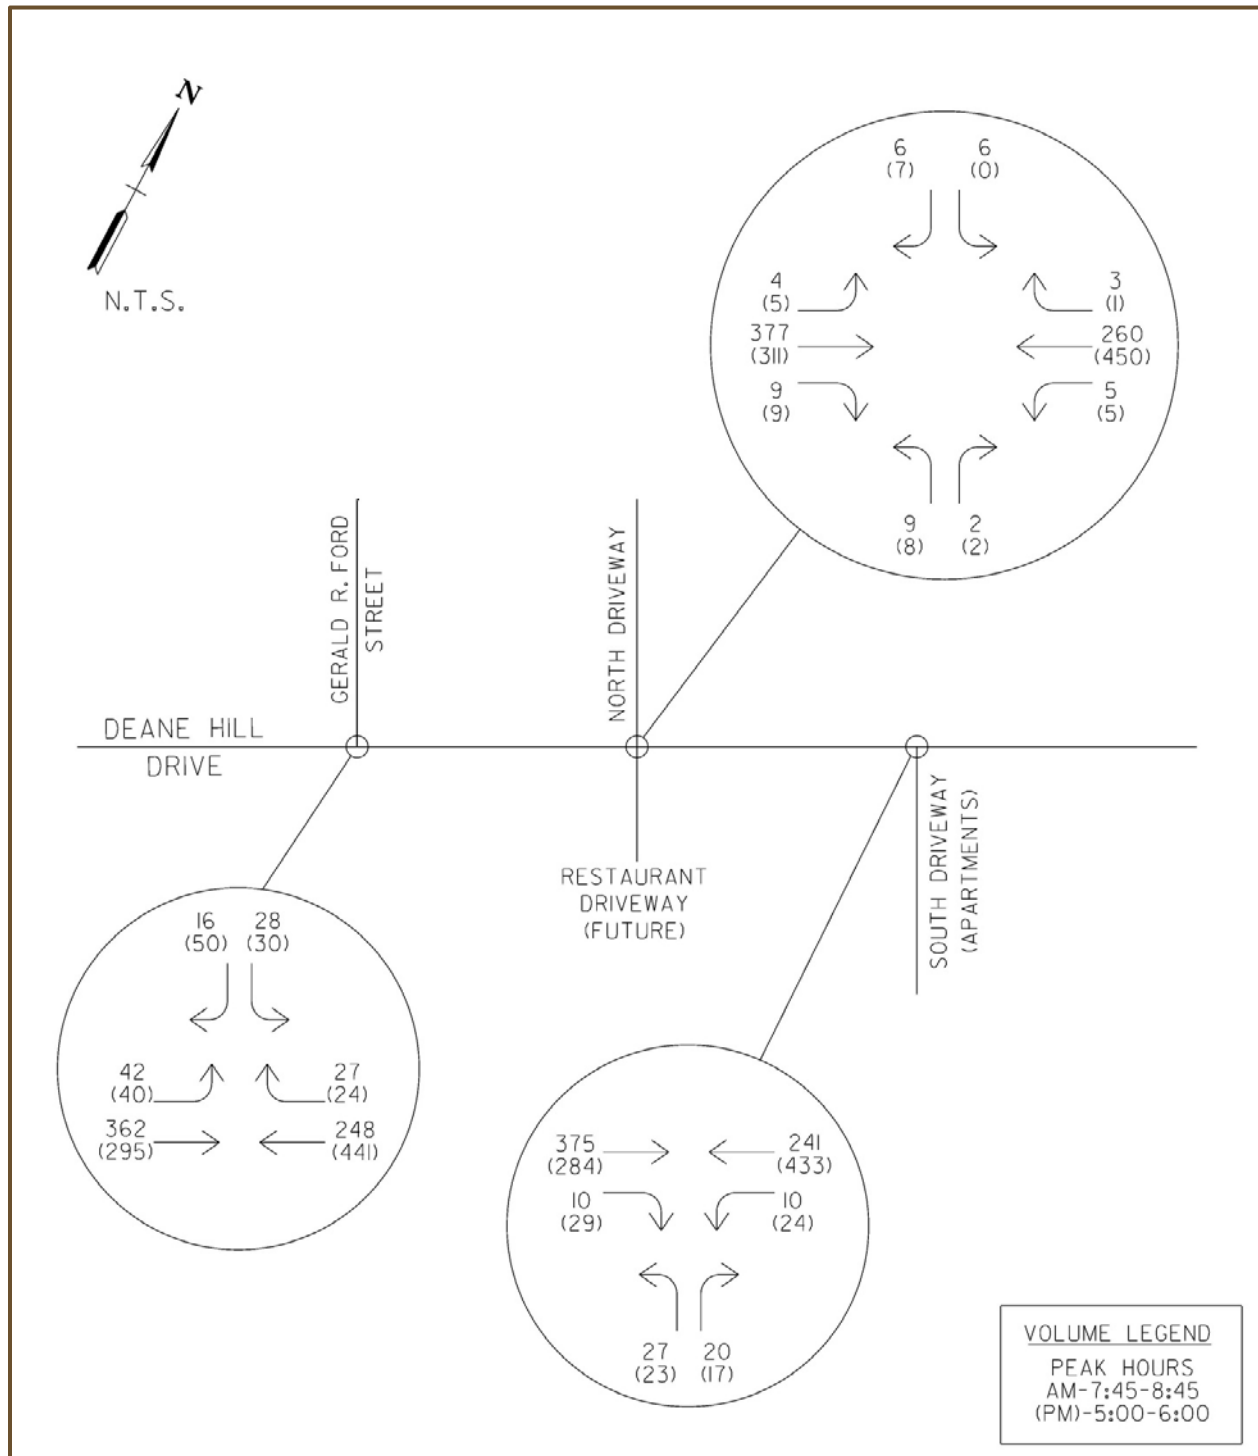 N
N.T.S.
6 6
(7) (0)
4 3
(5) (1)
377 260
(311) (450)
9 5
(9) (5)
9 2
(8) (2)
GERALD R. FORD
STREET
NORTH DRIVEWAY
DEANE HILL
DRIVE
RESTAURANT
DRIVEWAY
(FUTURE)
SOUTH DRIVEWAY
(APARTMENTS)
16 28
(50) (30)
42 27
(40) (24)
362 248
(295) (441)
375 241
(284) (433)
10 10
(29) (24)
27 20
(23) (17)
VOLUME LEGEND
PEAK HOURS
AM-7:45-8:45
(PM)-5:00-6:00